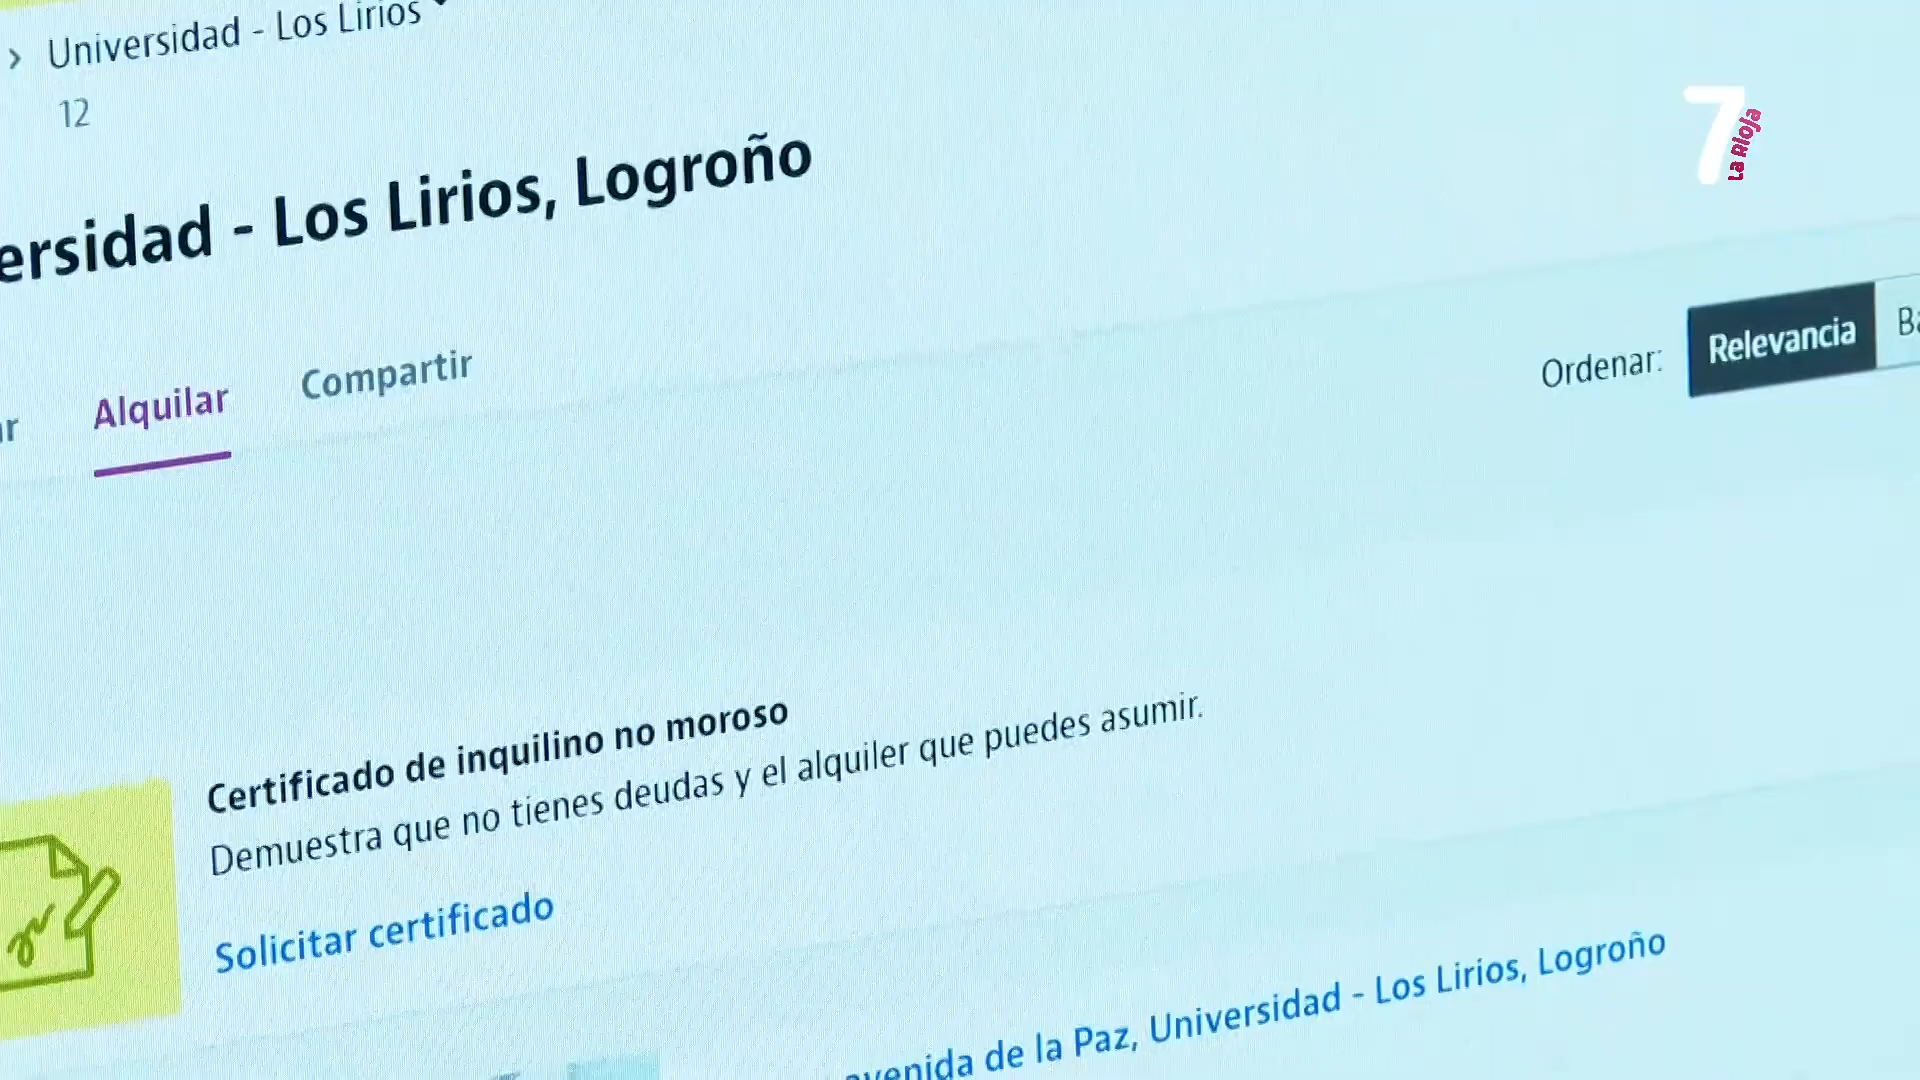 › Universidad - Los Lirios
12
ersidad - Los Lirios, Logroño
7
La Rioja
Alquilar
Compartir
Ordenar:
Relevancia
Certificado de inquilino no moroso
Demuestra que no tienes deudas y el alquiler que puedes asumir.
Solicitar certificado
avenida de la Paz, Universidad - Los Lirios, Logroño